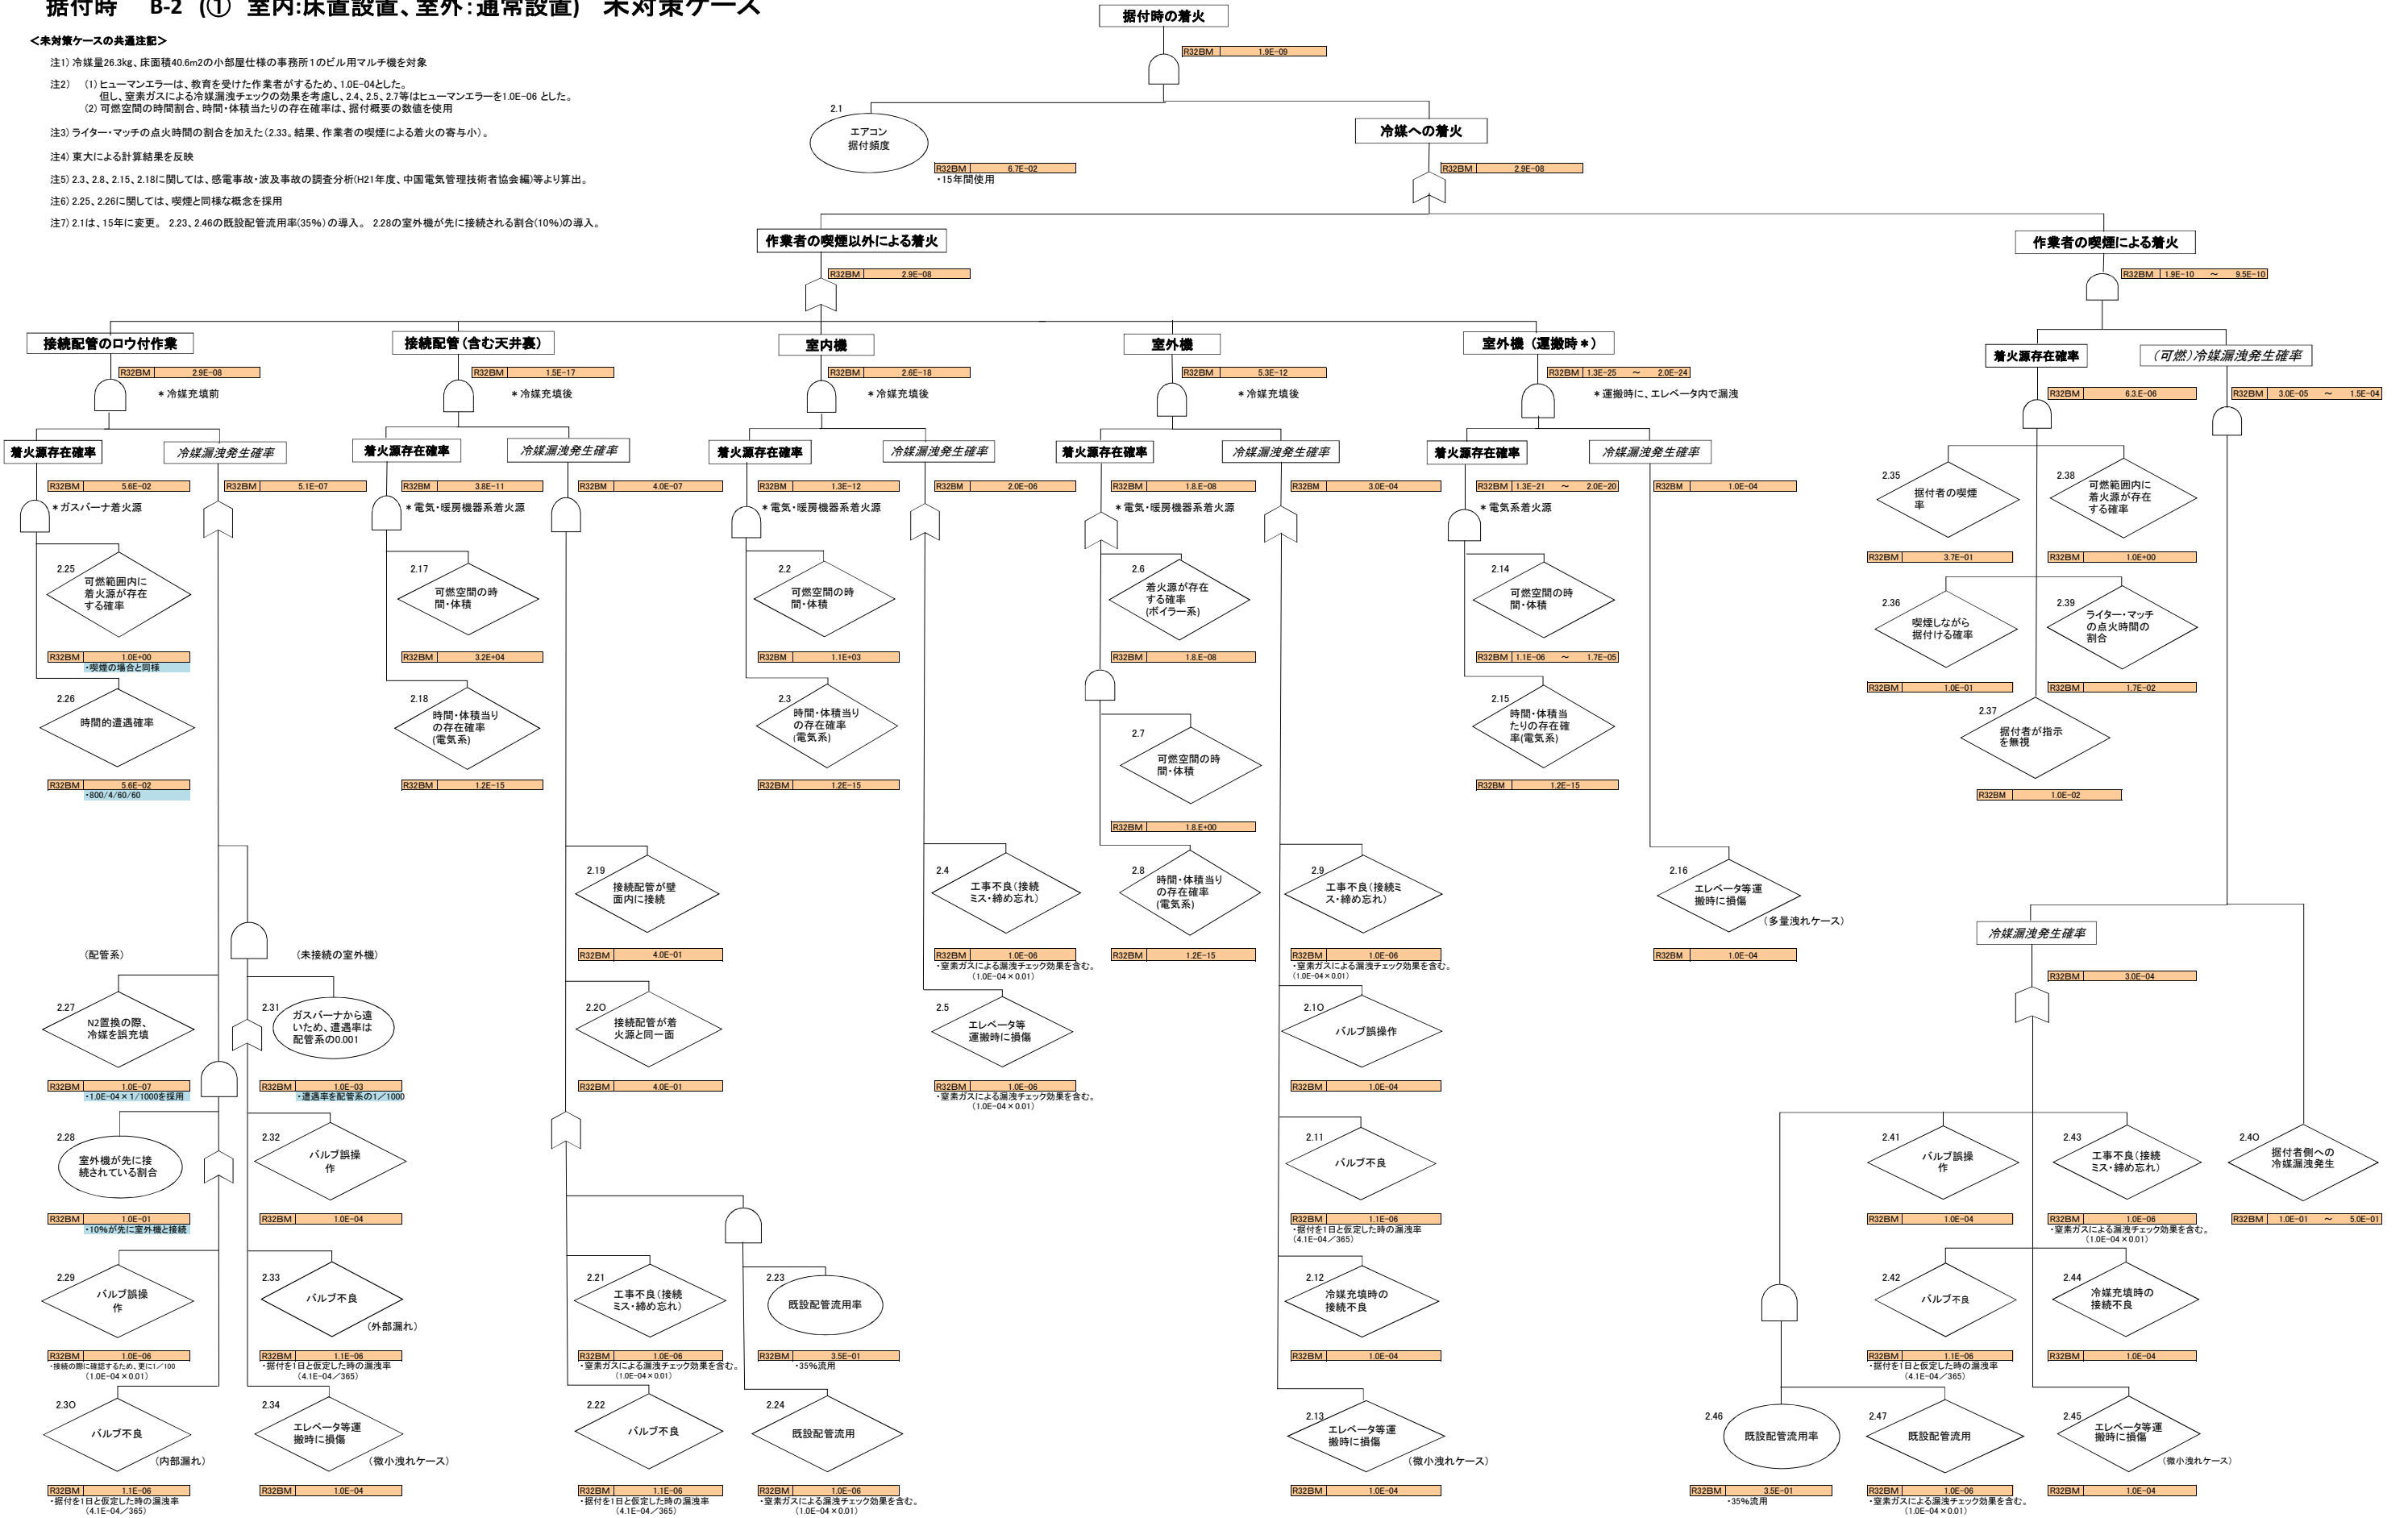 据付時　B-2 (① 室内:床置設置、室外:通常設置)　未対策ケース
＜未対策ケースの共通注記＞
注1) 冷媒量26.3kg、床面積40.6m2の小部屋仕様の事務所1のビル用マルチ機を対象
注2)　(1)ヒューマンエラーは、教育を受けた作業者がするため、1.0E-04とした。
但し、窒素ガスによる冷媒漏洩チェックの効果を考慮し、2.4、2.5、2.7等はヒューマンエラーを1.0E-06 とした。
(2) 可燃空間の時間割合、時間・体積当たりの存在確率は、据付概要の数値を使用
注3) ライター・マッチの点火時間の割合を加えた(2.33。結果、作業者の喫煙による着火の寄与小)。
注4) 東大による計算結果を反映
注5) 2.3、2.8、2.15、2.18に関しては、感電事故・波及事故の調査分析(H21年度、中国電気管理技術者協会編)等より算出。
注6) 2.25、2.26に関しては、喫煙と同様な概念を採用
注7) 2.1は、15年に変更。 2.23、2.46の既設配管流用率(35%)の導入。 2.28の室外機が先に接続される割合(10%)の導入。
据付時の着火
R32BM 1.9E-09
2.1
エアコン
据付頻度
R32BM 6.7E-02
・15年間使用
冷媒への着火
R32BM 2.9E-08
作業者の喫煙以外による着火
R32BM 2.9E-08
作業者の喫煙による着火
R32BM 1.9E-10 ～ 9.5E-10
接続配管のロウ付作業
R32BM 2.9E-08
＊冷媒充填前
着火源存在確率
R32BM 5.6E-02
＊ガスバーナ着火源
冷媒漏洩発生確率
R32BM 5.1E-07
2.25
可燃範囲内に
着火源が存在
する確率
R32BM 1.0E+00
・喫煙の場合と同様
2.26
時間的遭遇確率
R32BM 5.6E-02
・800/4/60/60
(配管系)
(未接続の室外機)
2.27
N2置換の際、
冷媒を誤充填
R32BM 1.0E-07
・1.0E-04×1/1000を採用
2.31
ガスバーナから遠
いため、遭遇率は
配管系の0.001
R32BM 1.0E-03
・遭遇率を配管系の1／1000
2.28
室外機が先に接
続されている割合
R32BM 1.0E-01
・10%が先に室外機と接続
2.32
バルブ誤操
作
R32BM 1.0E-04
2.29
バルブ誤操
作
R32BM 1.0E-06
・接続の際に確認するため、更に1／100
(1.0E-04×0.01)
2.33
バルブ不良
(外部漏れ)
R32BM 1.1E-06
・据付を1日と仮定した時の漏洩率
(4.1E-04／365)
2.30
バルブ不良
(内部漏れ)
R32BM 1.1E-06
・据付を1日と仮定した時の漏洩率
(4.1E-04／365)
2.34
エレベータ等運
搬時に損傷
(微小洩れケース)
R32BM 1.0E-04
接続配管(含む天井裏)
R32BM 1.5E-17
＊冷媒充填後
着火源存在確率
R32BM 3.8E-11
＊電気・暖房機器系着火源
冷媒漏洩発生確率
R32BM 4.0E-07
2.17
可燃空間の時
間・体積
R32BM 3.2E+04
2.18
時間・体積当り
の存在確率
(電気系)
R32BM 1.2E-15
2.19
接続配管が壁
面内に接続
R32BM 4.0E-01
2.20
接続配管が着
火源と同一面
R32BM 4.0E-01
2.21
工事不良(接続
ミス・締め忘れ)
R32BM 1.0E-06
・窒素ガスによる漏洩チェック効果を含む。
(1.0E-04×0.01)
2.23
既設配管流用率
R32BM 3.5E-01
・35%流用
2.22
バルブ不良
R32BM 1.1E-06
・据付を1日と仮定した時の漏洩率
(4.1E-04／365)
2.24
既設配管流用
R32BM 1.0E-06
・窒素ガスによる漏洩チェック効果を含む。
(1.0E-04×0.01)
室内機
R32BM 2.6E-18
＊冷媒充填後
着火源存在確率
R32BM 1.3E-12
＊電気・暖房機器系着火源
冷媒漏洩発生確率
R32BM 2.0E-06
2.2
可燃空間の時
間・体積
R32BM 1.1E+03
2.3
時間・体積当り
の存在確率
(電気系)
R32BM 1.2E-15
2.4
工事不良(接続
ミス・締め忘れ)
R32BM 1.0E-06
・窒素ガスによる漏洩チェック効果を含む。
(1.0E-04×0.01)
2.5
エレベータ等
運搬時に損傷
R32BM 1.0E-06
・窒素ガスによる漏洩チェック効果を含む。
(1.0E-04×0.01)
室外機
R32BM 5.3E-12
＊冷媒充填後
着火源存在確率
R32BM 1.8.E-08
＊電気・暖房機器系着火源
冷媒漏洩発生確率
R32BM 3.0E-04
2.6
着火源が存在
する確率
(ボイラー系)
R32BM 1.8.E-08
2.7
可燃空間の時
間・体積
R32BM 1.8.E+00
2.8
時間・体積当り
の存在確率
(電気系)
R32BM 1.2E-15
2.9
工事不良(接続ミ
ス・締め忘れ)
R32BM 1.0E-06
・窒素ガスによる漏洩チェック効果を含む。
(1.0E-04×0.01)
2.10
バルブ誤操作
R32BM 1.0E-04
2.11
バルブ不良
R32BM 1.1E-06
・据付を1日と仮定した時の漏洩率
(4.1E-04／365)
2.12
冷媒充填時の
接続不良
R32BM 1.0E-04
2.13
エレベータ等運
搬時に損傷
(微小洩れケース)
R32BM 1.0E-04
室外機 (運搬時＊)
R32BM 1.3E-25 ～ 2.0E-24
＊運搬時に、エレベータ内で漏洩
着火源存在確率
R32BM 1.3E-21 ～ 2.0E-20
＊電気系着火源
冷媒漏洩発生確率
R32BM 1.0E-04
2.14
可燃空間の時
間・体積
R32BM 1.1E-06 ～ 1.7E-05
2.15
時間・体積当
たりの存在確
率(電気系)
R32BM 1.2E-15
2.16
エレベータ等運
搬時に損傷
(多量洩れケース)
R32BM 1.0E-04
着火源存在確率
R32BM 6.3.E-06
(可燃)冷媒漏洩発生確率
R32BM 3.0E-05 ～ 1.5E-04
2.35
据付者の喫煙
率
R32BM 3.7E-01
2.38
可燃範囲内に
着火源が存在
する確率
R32BM 1.0E+00
2.36
喫煙しながら
据付ける確率
R32BM 1.0E-01
2.39
ライター・マッチ
の点火時間の
割合
R32BM 1.7E-02
2.37
据付者が指示
を無視
R32BM 1.0E-02
冷媒漏洩発生確率
R32BM 3.0E-04
2.41
バルブ誤操
作
R32BM 1.0E-04
2.43
工事不良(接続
ミス・締め忘れ)
R32BM 1.0E-06
・窒素ガスによる漏洩チェック効果を含む。
(1.0E-04×0.01)
2.40
据付者側への
冷媒漏洩発生
R32BM 1.0E-01 ～ 5.0E-01
2.42
バルブ不良
R32BM 1.1E-06
・据付を1日と仮定した時の漏洩率
(4.1E-04／365)
2.44
冷媒充填時の
接続不良
R32BM 1.0E-04
2.46
既設配管流用率
R32BM 3.5E-01
・35%流用
2.47
既設配管流用
R32BM 1.0E-06
・窒素ガスによる漏洩チェック効果を含む。
(1.0E-04×0.01)
2.45
エレベータ等運
搬時に損傷
(微小洩れケース)
R32BM 1.0E-04